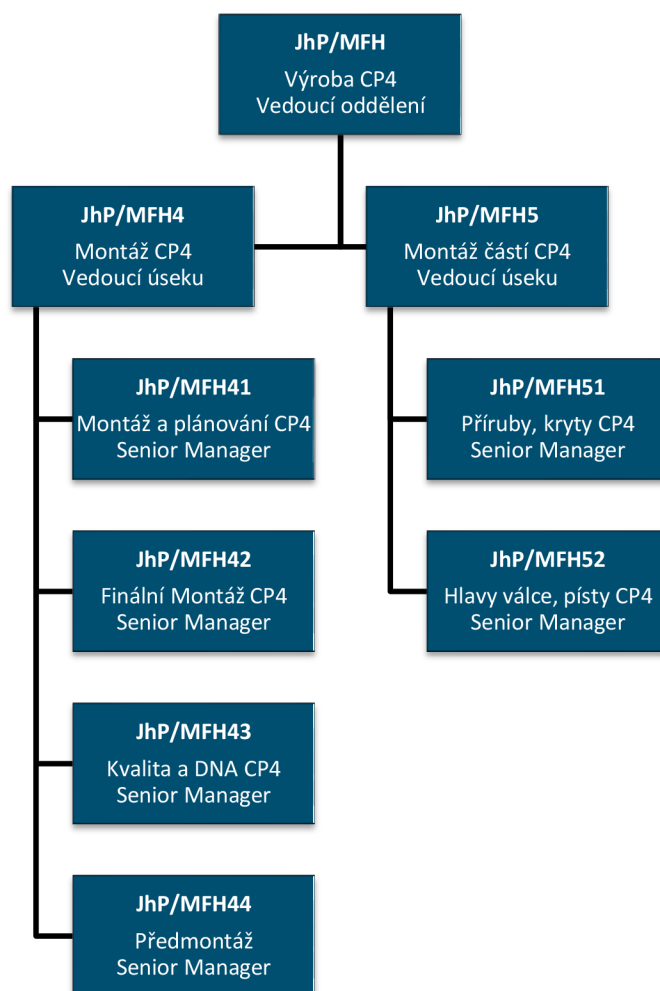 JhP/MFH
Výroba CP4
Vedoucí oddělení
JhP/MFH4
Montáž CP4
Vedoucí úseku
JhP/MFH5
Montáž částí CP4
Vedoucí úseku
JhP/MFH41
Montáž a plánování CP4
Senior Manager
JhP/MFH51
Příruby, kryty CP4
Senior Manager
JhP/MFH42
Finální Montáž CP4
Senior Manager
JhP/MFH52
Hlavy válce, písty CP4
Senior Manager
JhP/MFH43
Kvalita a DNA CP4
Senior Manager
JhP/MFH44
Předmontáž
Senior Manager